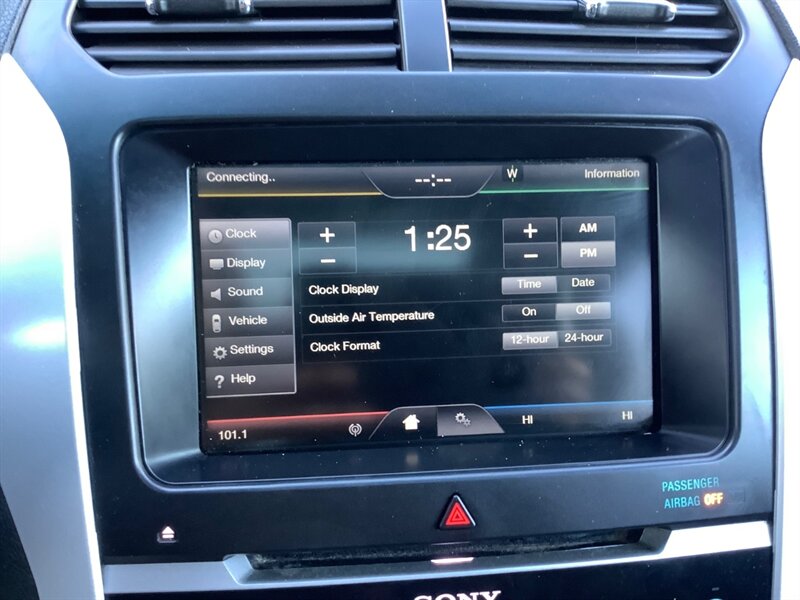 Connecting..
--:--
W
Information
Clock
Display
Sound
Vehicle
Settings
? Help
+
−
1:25
+
−
AM
PM
Clock Display
Time
Date
Outside Air Temperature
On
Off
Clock Format
12-hour
24-hour
101.1
HI
HI
PASSENGER
AIRBAG OFF
SONY